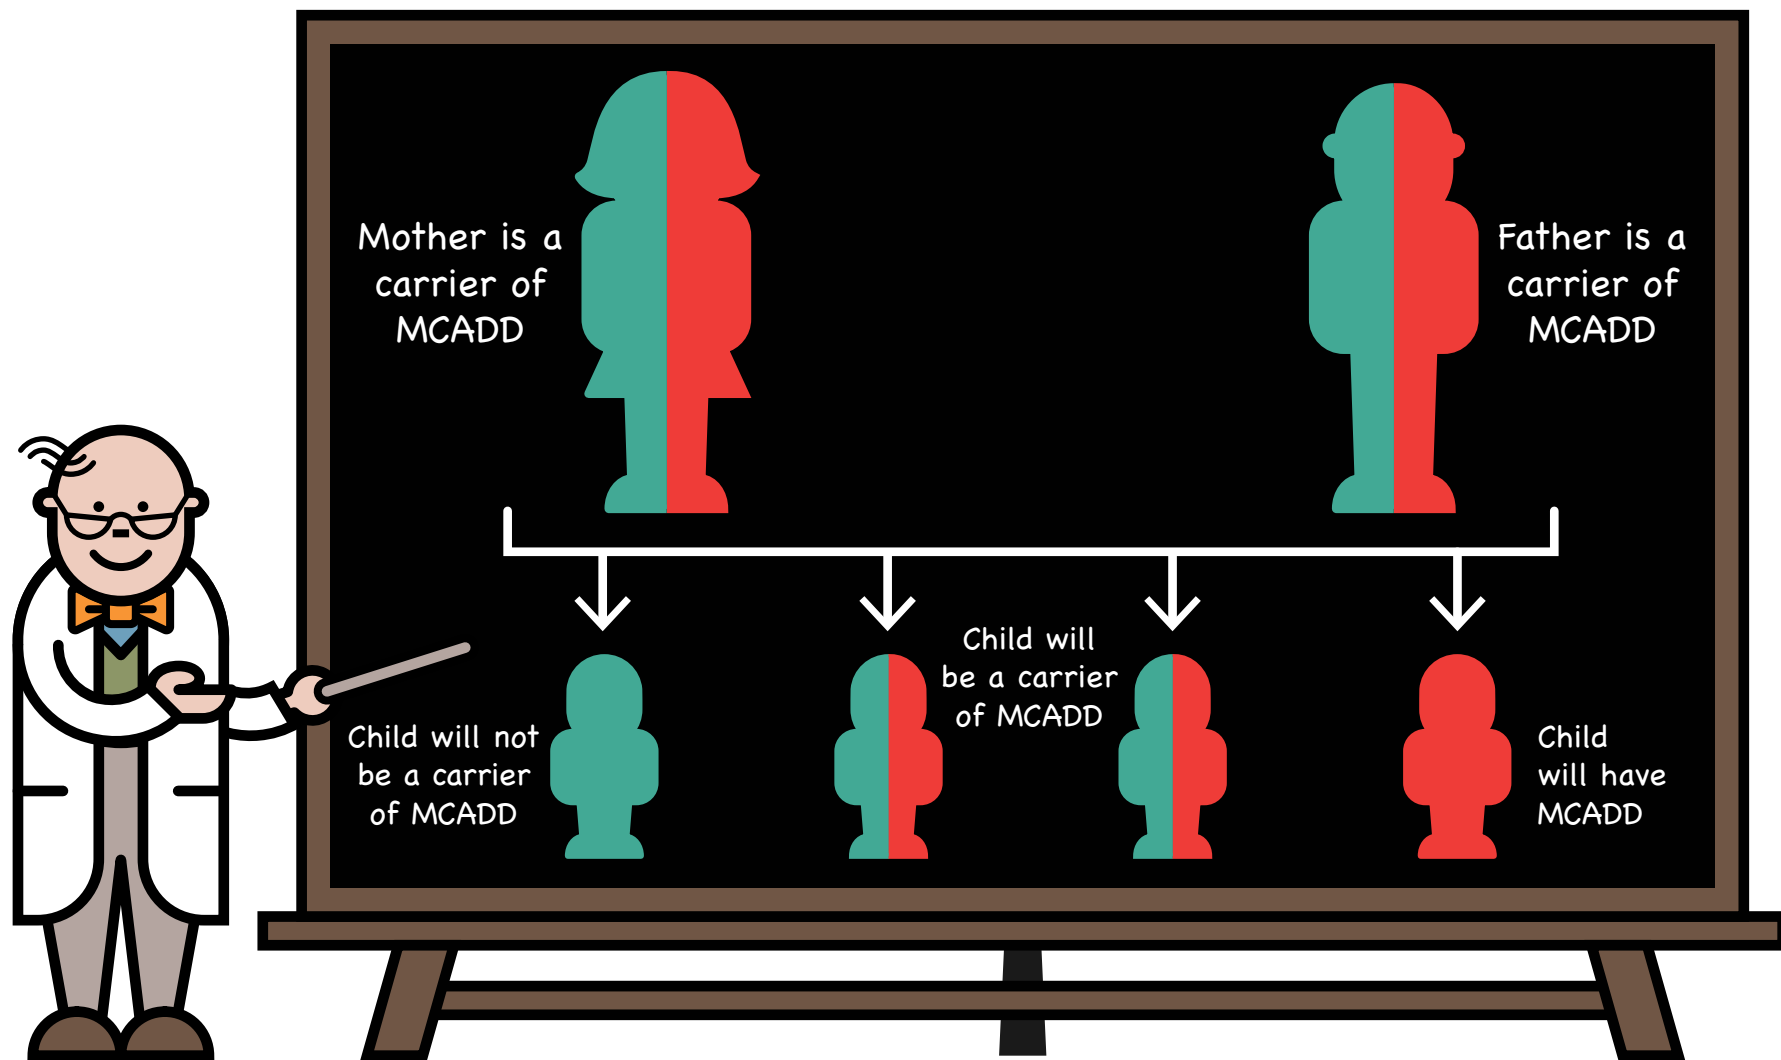 Mother is a
carrier of
MCADD
Father is a
carrier of
MCADD
Child will not
be a carrier
of MCADD
Child will
be a carrier
of MCADD
Child
will have
MCADD